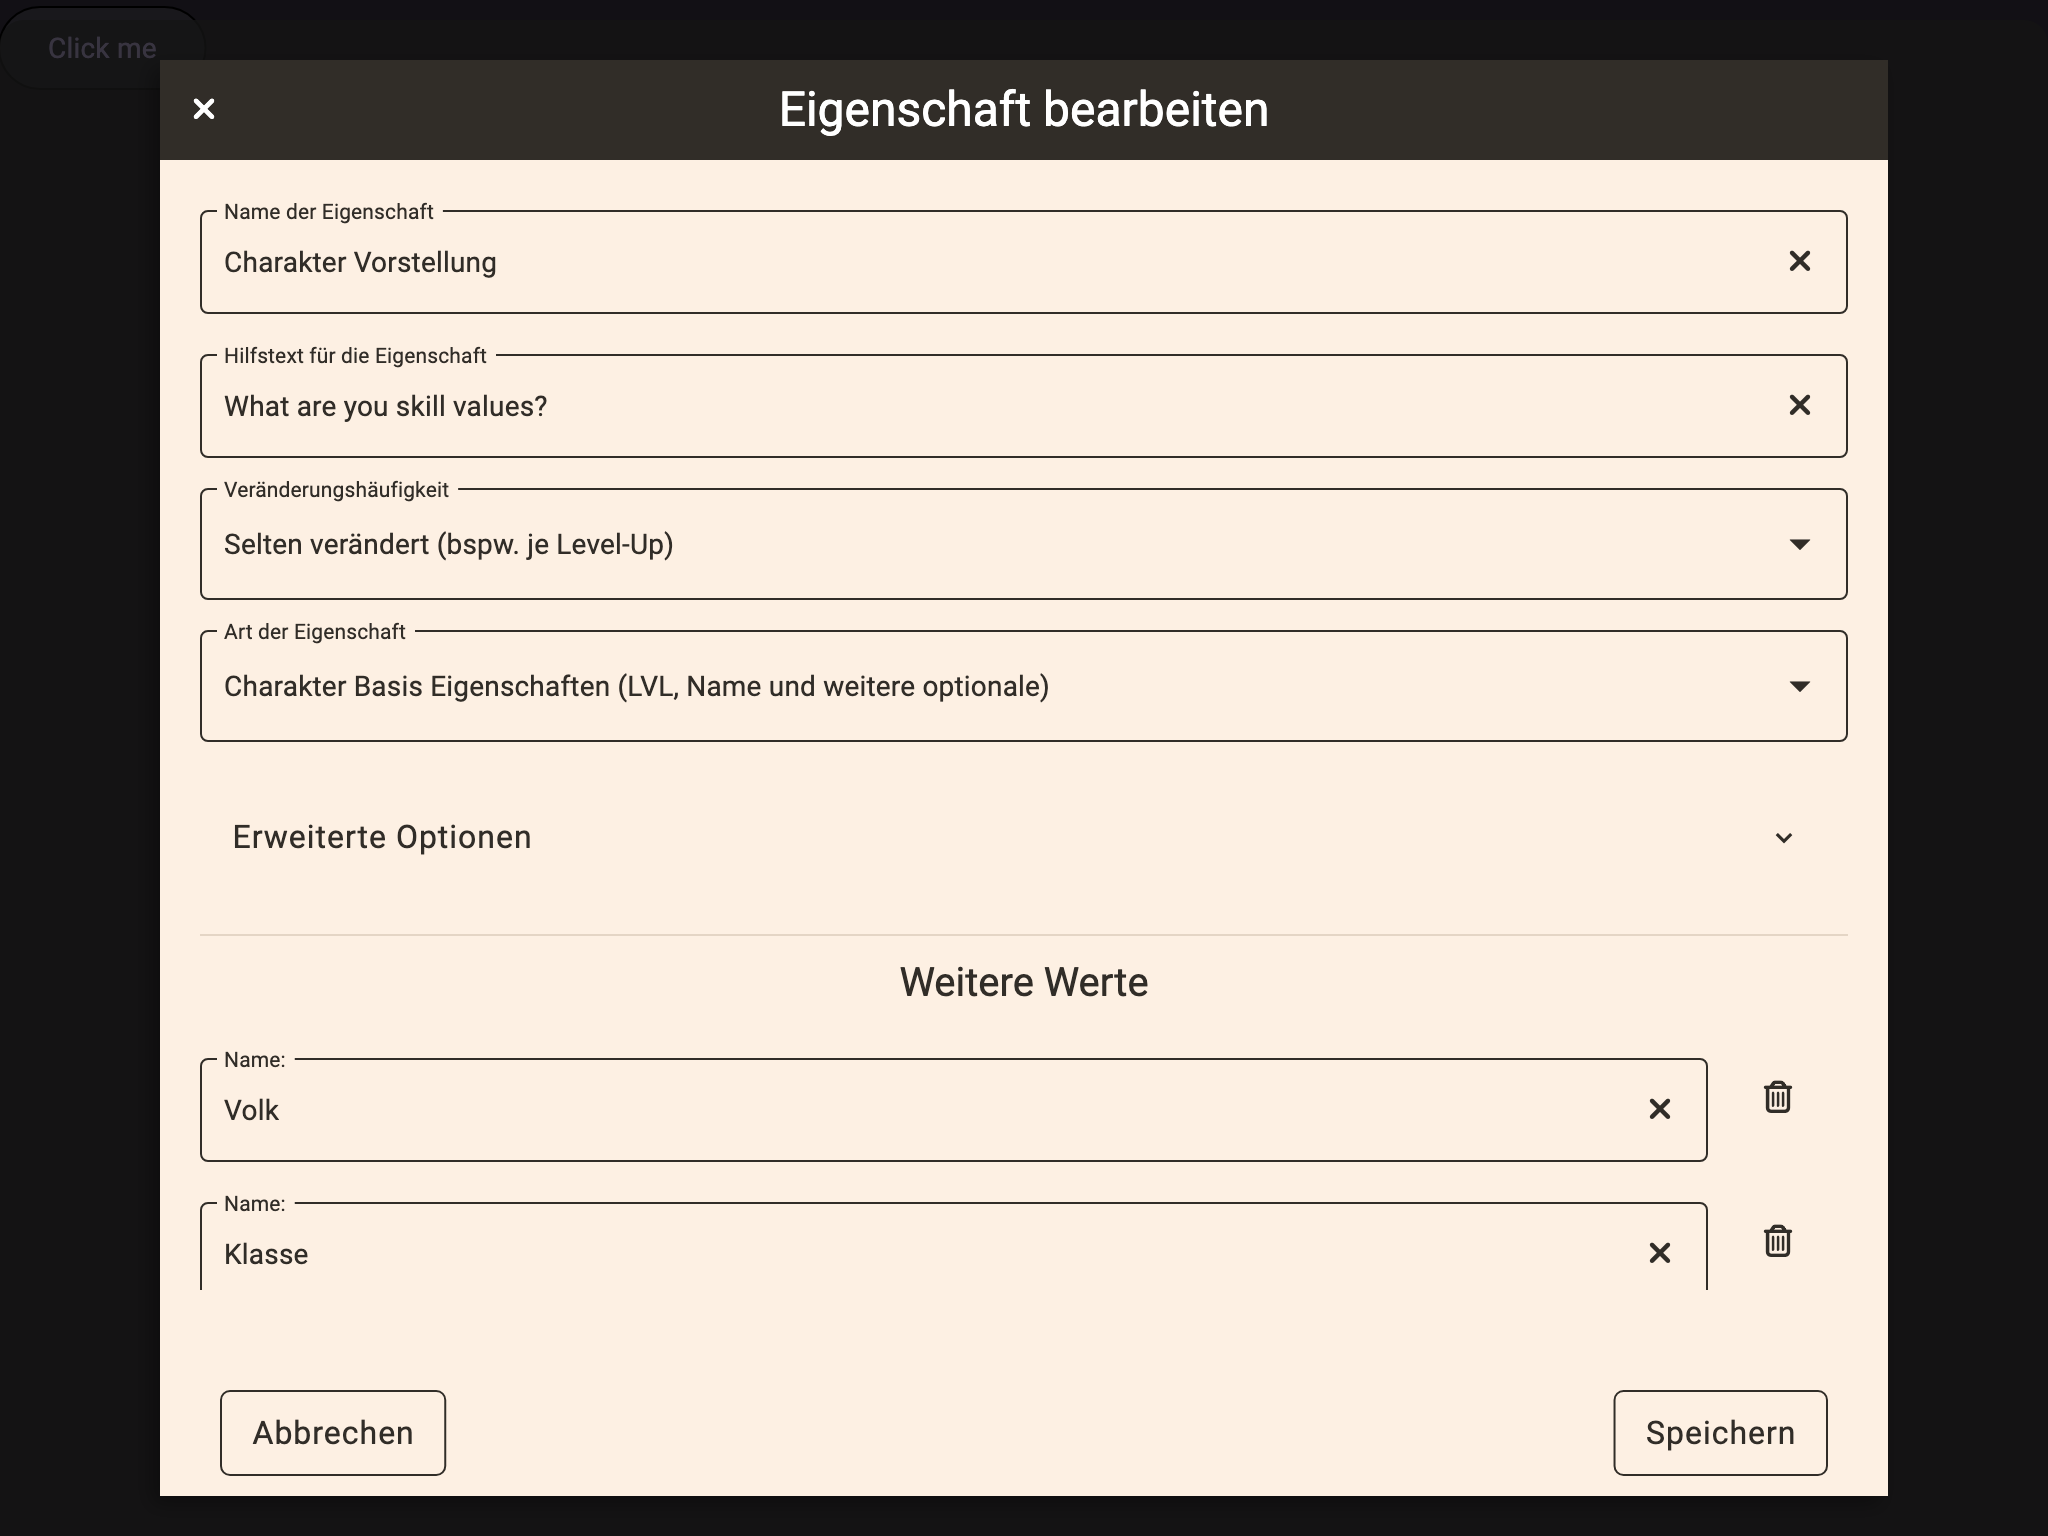 Click me
Eigenschaft bearbeiten
Name der Eigenschaft
Charakter Vorstellung
Hilfstext für die Eigenschaft
What are you skill values?
Veränderungshäufigkeit
Selten verändert (bspw. je Level-Up)
Art der Eigenschaft
Charakter Basis Eigenschaften (LVL, Name und weitere optionale)
Erweiterte Optionen
Weitere Werte
Name:
Volk
Name:
Klasse
Abbrechen
Speichern